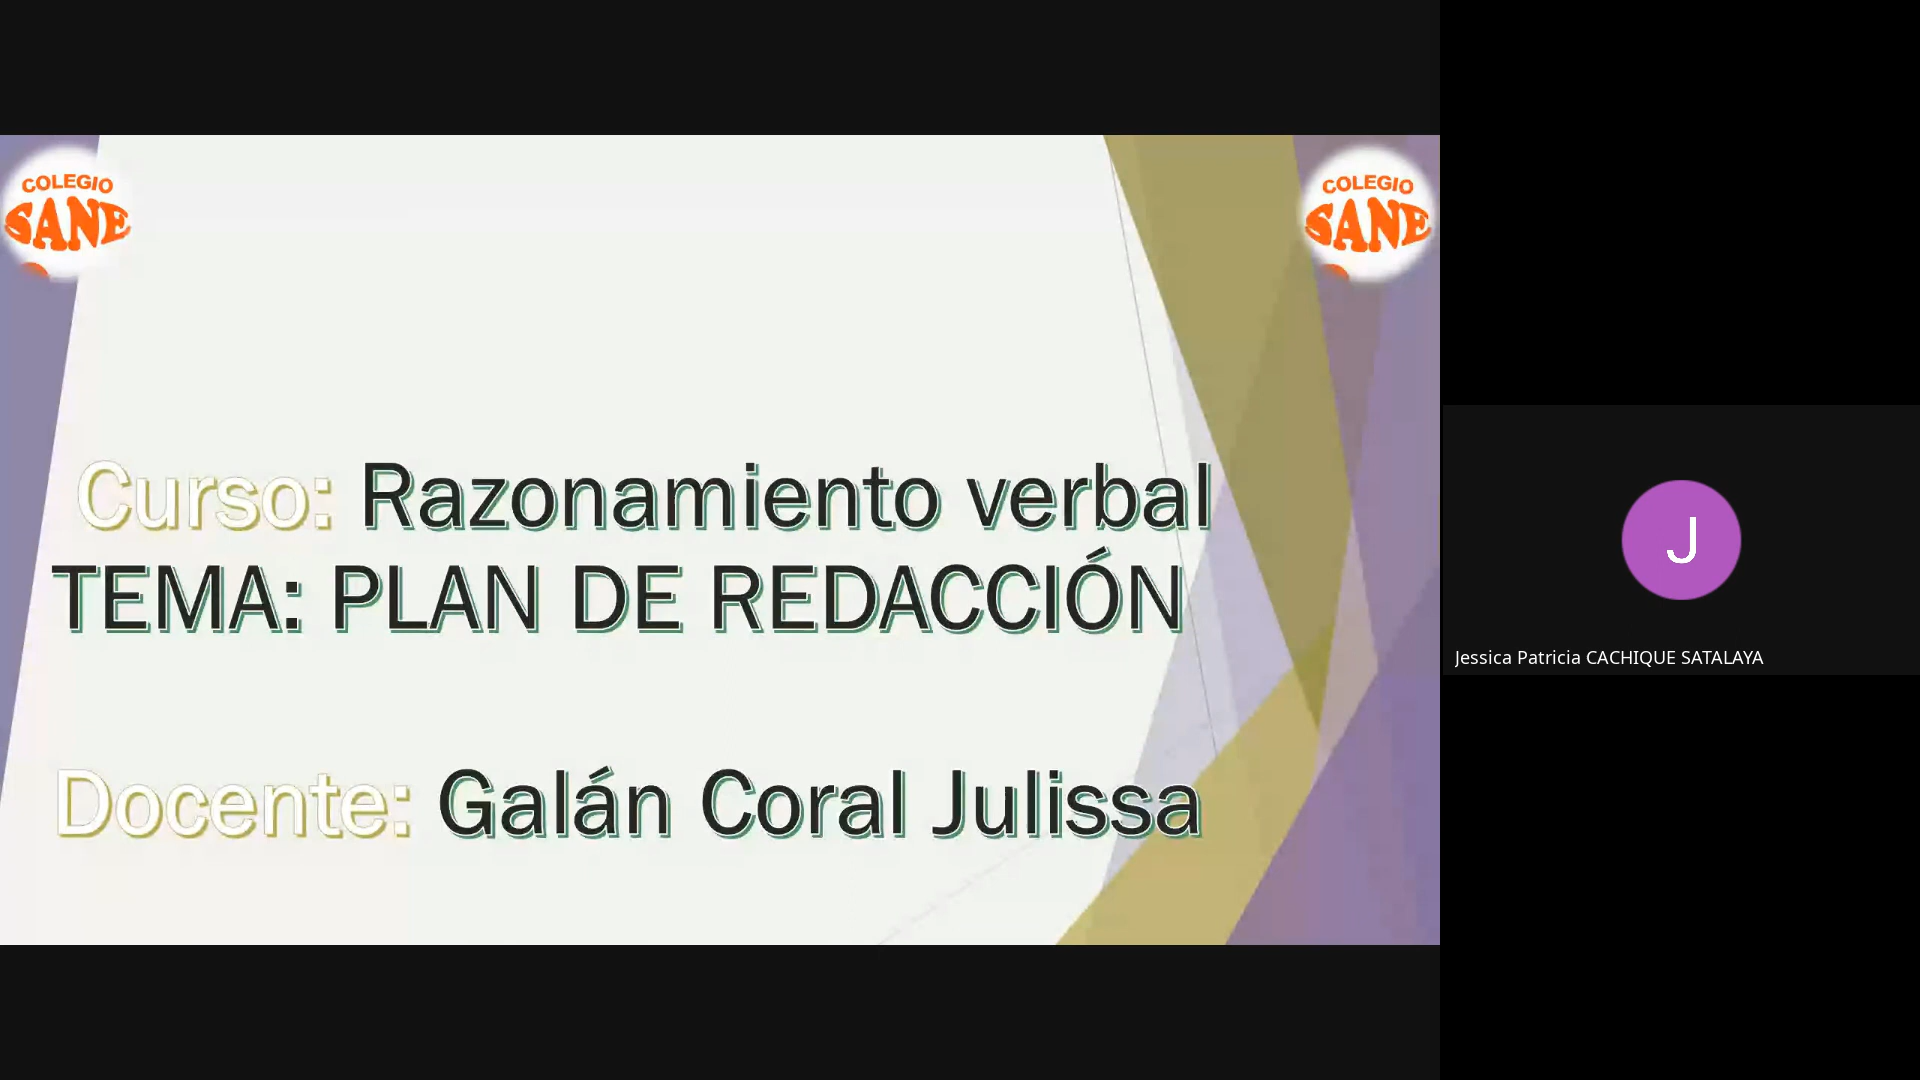 COLEGIO
SANE
COLEGIO
SANE
Curso: Razonamiento verbal
TEMA: PLAN DE REDACCIÓN
Docente: Galán Coral Julissa
J
Jessica Patricia CACHIQUE SATALAYA